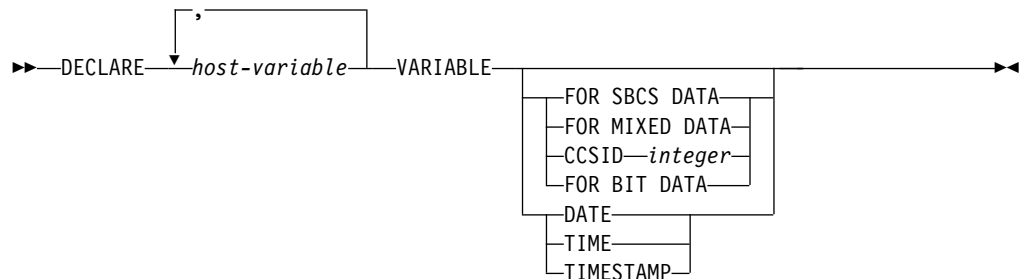 ,
DECLARE host-variable VARIABLE
FOR SBCS DATA
FOR MIXED DATA
CCSID integer
FOR BIT DATA
DATE
TIME
TIMESTAMP